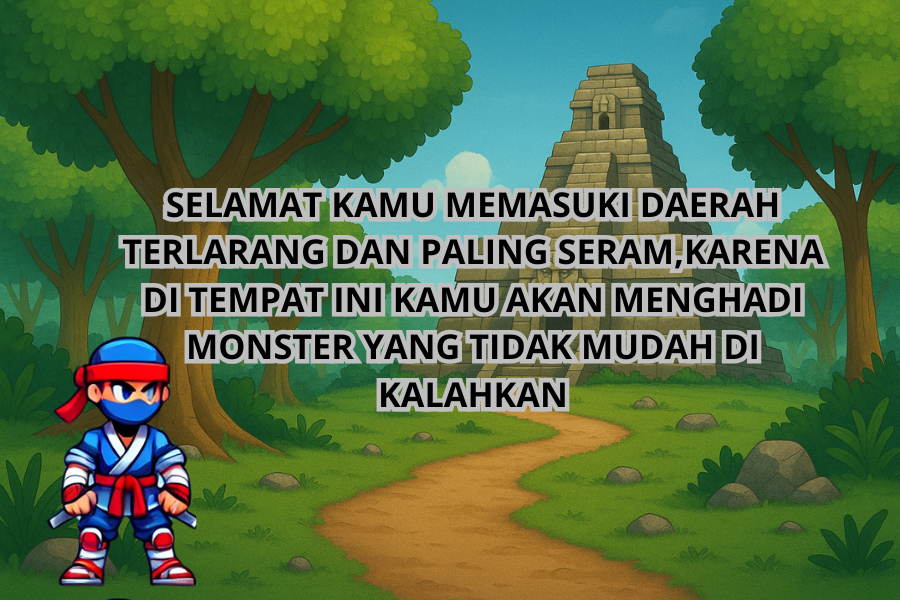 SELAMAT KAMU MEMASUKI DAERAH
TERLARANG DAN PALING SERAM,KARENA
DI TEMPAT INI KAMU AKAN MENGHADI
MONSTER YANG TIDAK MUDAH DI
KALAHKAN